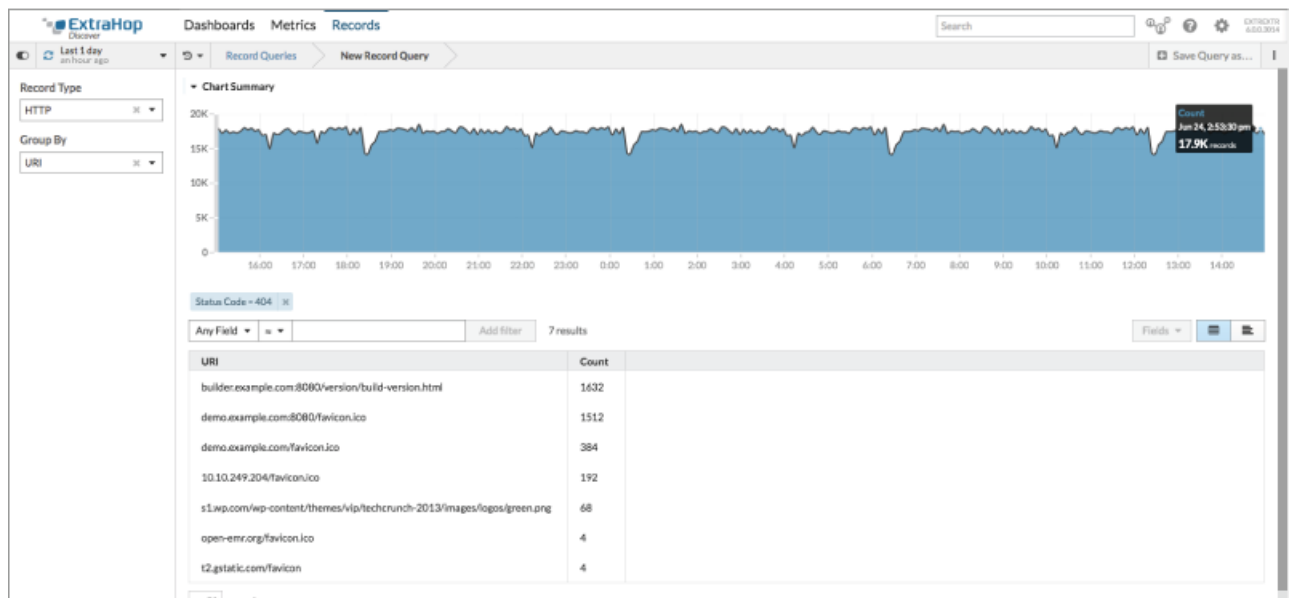 ExtraHop
Discover
Dashboards Metrics Records
Search
Last 1 day
an hour ago
Record Queries
New Record Query
Save Query as...
Record Type
HTTP
Group By
URI
Chart Summary
20K
15K
10K
5K
0
Count
Jun 24, 2:53:30 pm
17.9K records
16:00 17:00 18:00 19:00 20:00 21:00 22:00 23:00 0:00 1:00 2:00 3:00 4:00 5:00 6:00 7:00 8:00 9:00 10:00 11:00 12:00 13:00 14:00
Status Code = 404
Any Field ≈ Add filter 7 results Fields
URI Count
builder.example.com:8080/version/build-version.html 1632
demo.example.com:8080/favicon.ico 1512
demo.example.com/favicon.ico 384
10.10.249.204/favicon.ico 192
s1.wp.com/wp-content/themes/vip/techcrunch-2013/images/logos/green.png 68
open-emr.org/favicon.ico 4
t2.gstatic.com/favicon 4